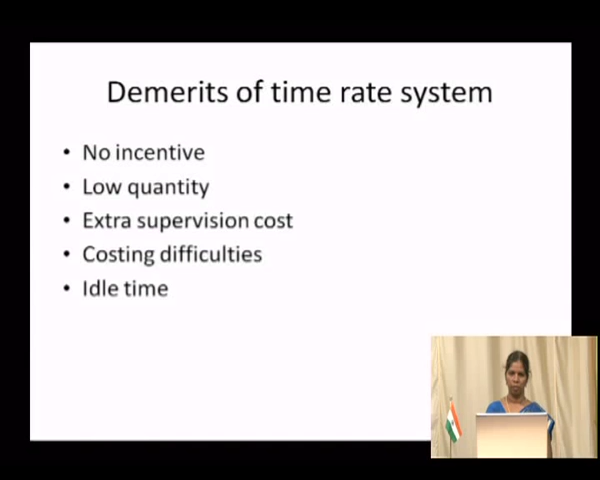 Demerits of time rate system
• No incentive
• Low quantity
• Extra supervision cost
• Costing difficulties
• Idle time